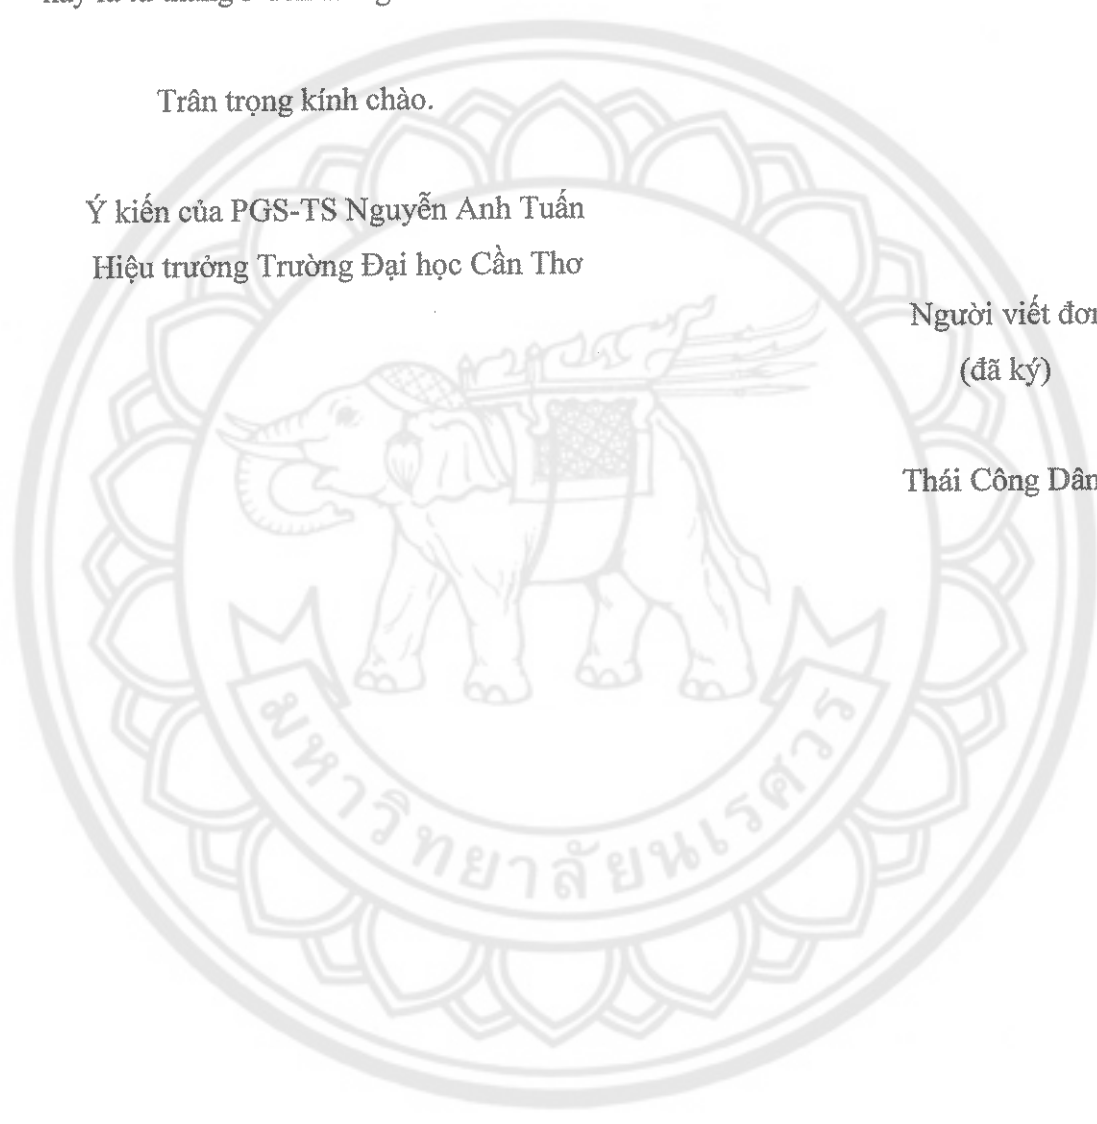 Trân trọng kính chào.
Ý kiến của PGS-TS Nguyễn Anh Tuấn
Hiệu trưởng Trường Đại học Cần Thơ
Người viết đơn
(đã ký)
Thái Công Dân
มหาวิทยาลัยนเรศวร